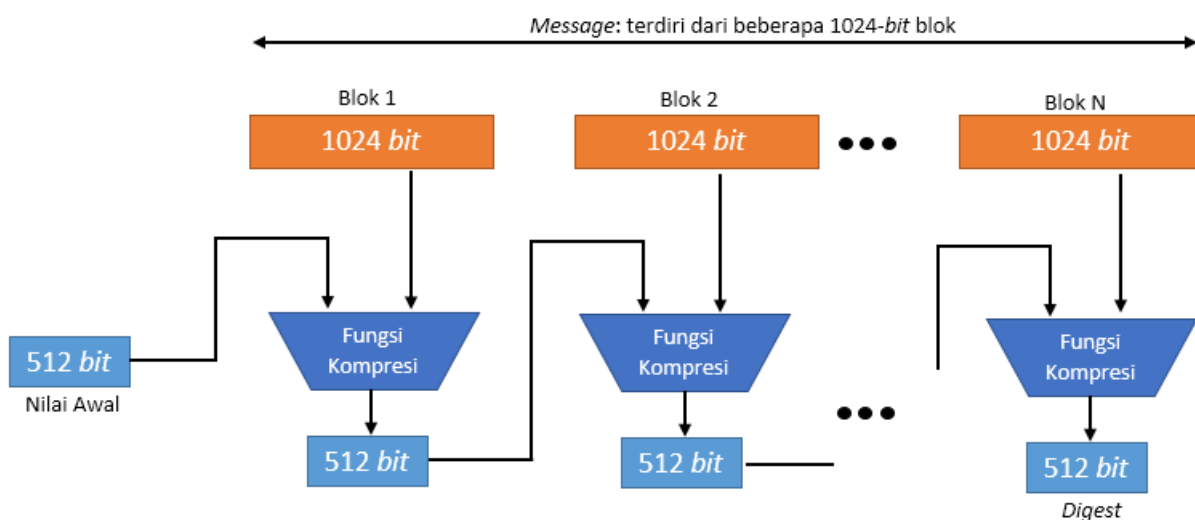 Message: terdiri dari beberapa 1024-bit blok
Blok 1
Blok 2
Blok N
1024 bit
1024 bit
1024 bit
Fungsi
Kompresi
Fungsi
Kompresi
Fungsi
Kompresi
512 bit
Nilai Awal
512 bit
512 bit
512 bit
Digest